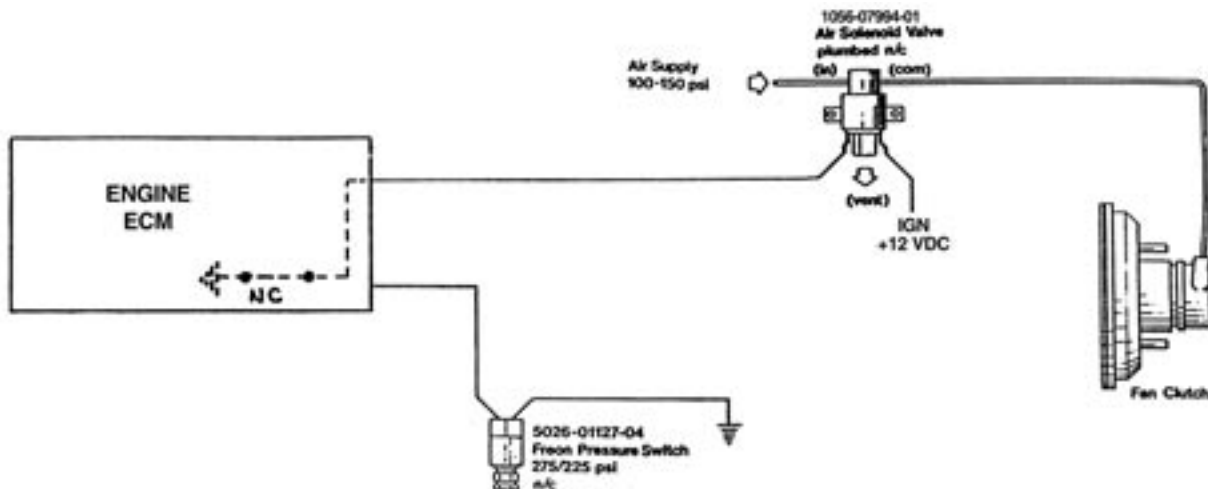 1056-07994-01
Air Solenoid Valve
plumbed n/c
(in) (com)
Air Supply
100-150 psi
(vent)
IGN
+12 VDC
ENGINE
ECM
NC
Fan Clutch
5026-01127-04
Freon Pressure Switch
275/225 psi
n/c